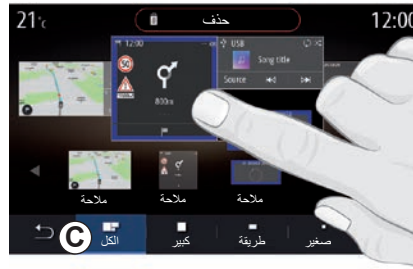 21°c حذف 12:00
12:00
USB
50
Song title
800m
Source
ملاحة ملاحة ملاحة
C الكل كبير طريقة صغير